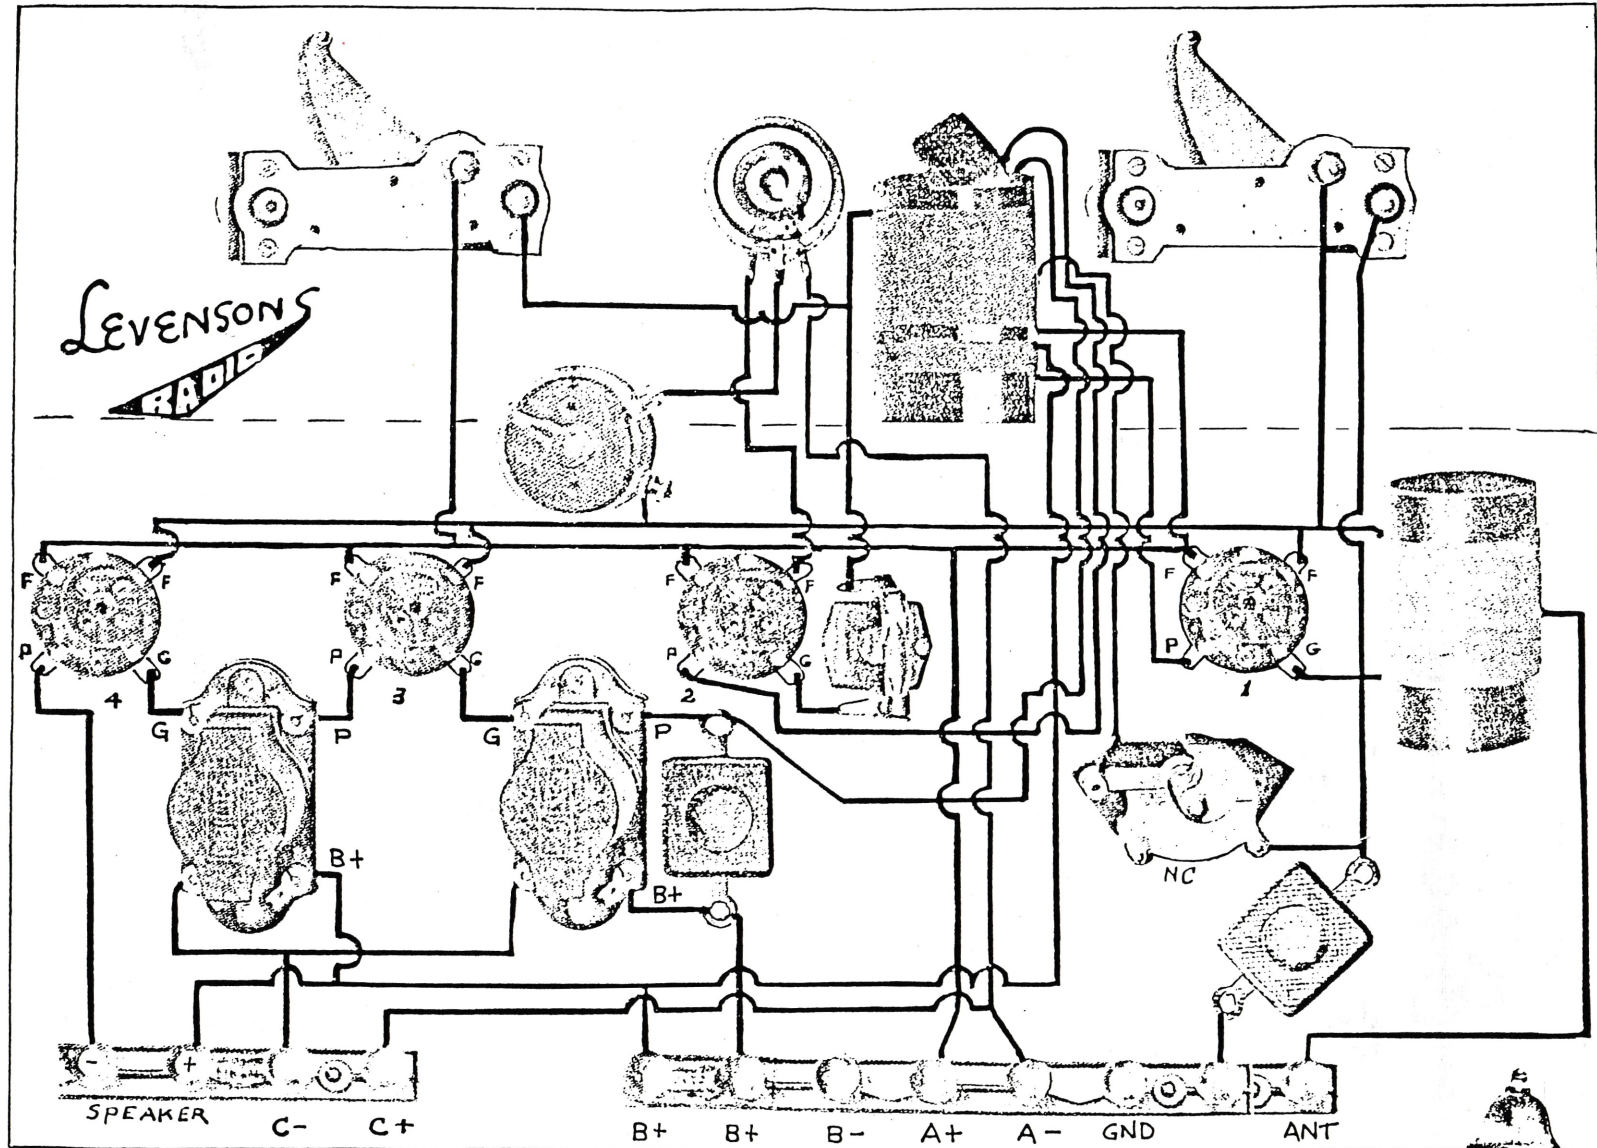 LEVENSONS
RADIO
F F F F F F F F
P G P G P G P G
4 3 2 1
G P G P
B+
B+
NC
- +
SPEAKER C- C+
B+ B+ B- A+ A- GND ANT